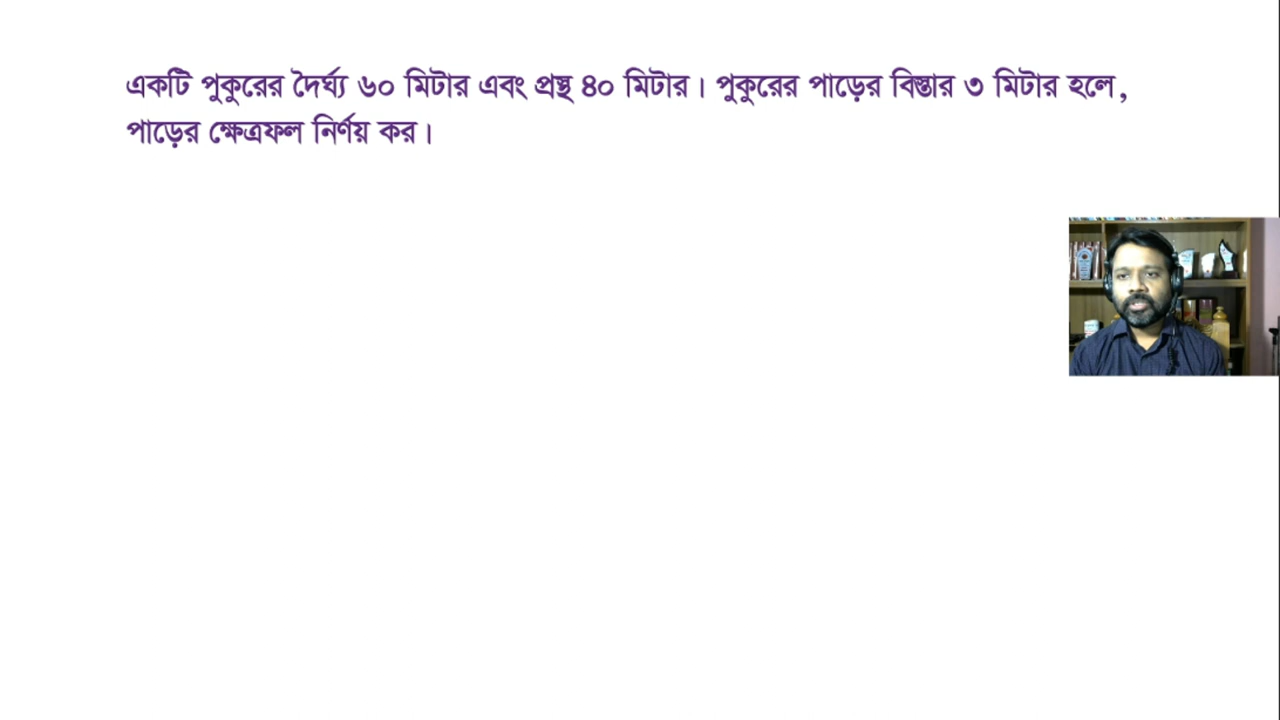 একটি পুকুরের দৈর্ঘ্য ৬০ মিটার এবং প্রস্থ ৪০ মিটার। পুকুরের পাড়ের বিস্তার ৩ মিটার হলে,
পাড়ের ক্ষেত্রফল নির্ণয় কর।